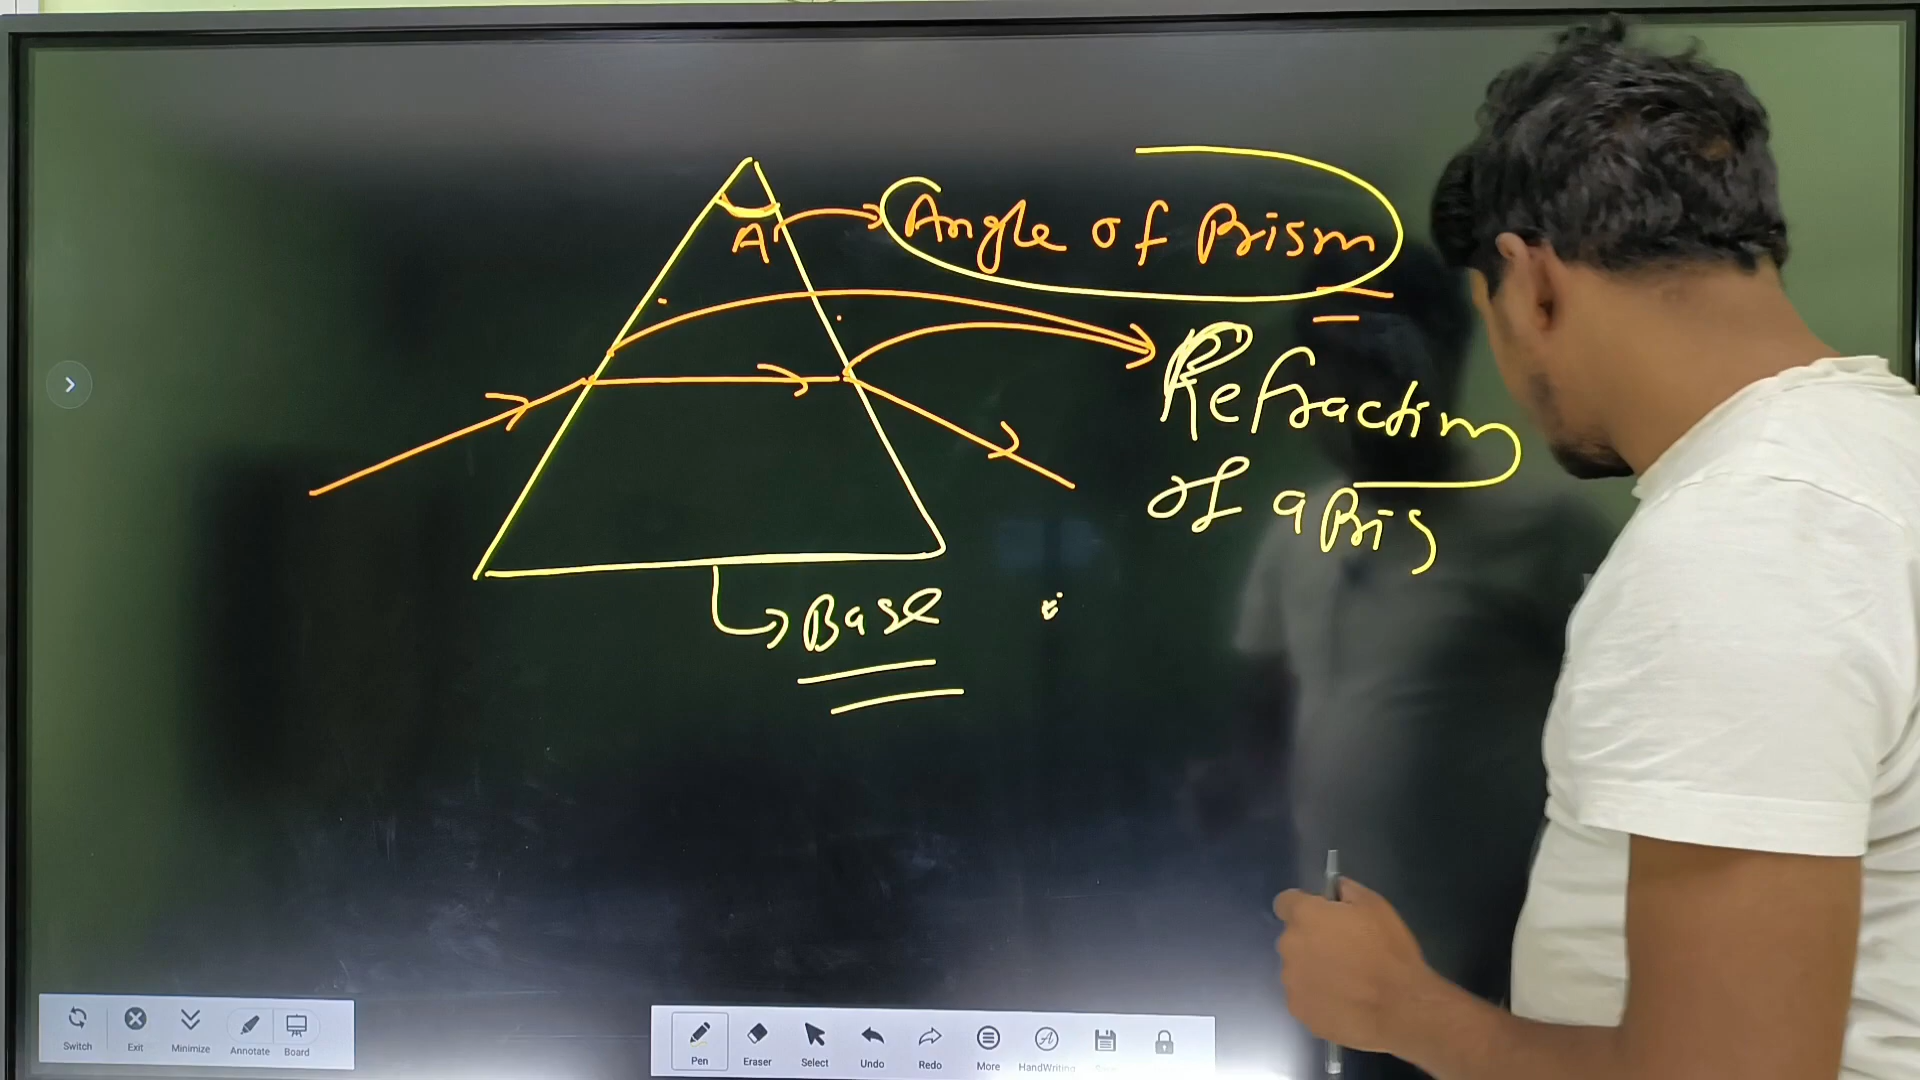 A
Angle of Prism
Refraction
of a Pris
Base
Switch
Exit
Minimize
Annotate
Board
Pen
Eraser
Select
Undo
Redo
More
HandWriting